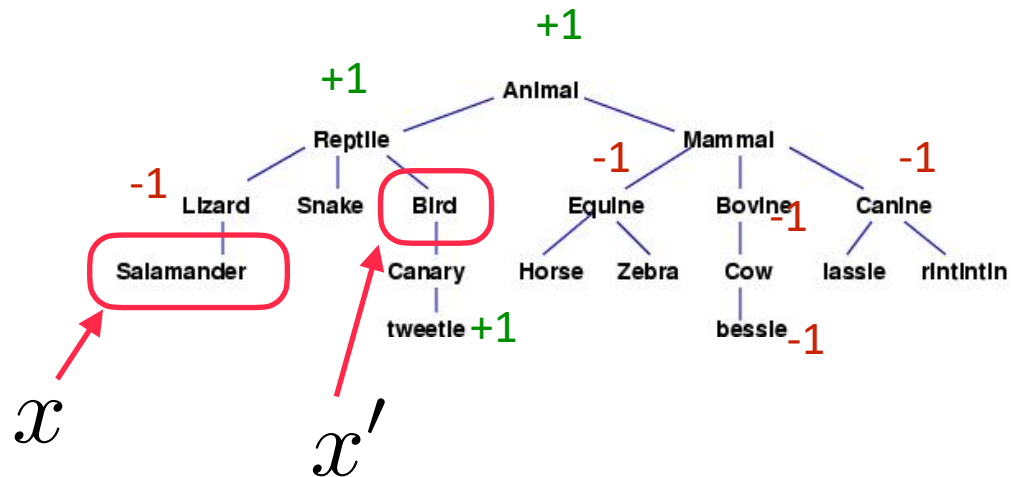 +1
+1
Animal
Reptile Mammal
-1 -1 -1
Lizard Snake Bird Equine Bovine Canine
-1
Salamander Canary Horse Zebra Cow lassie rintintin
tweetie +1 bessie -1
x
x′